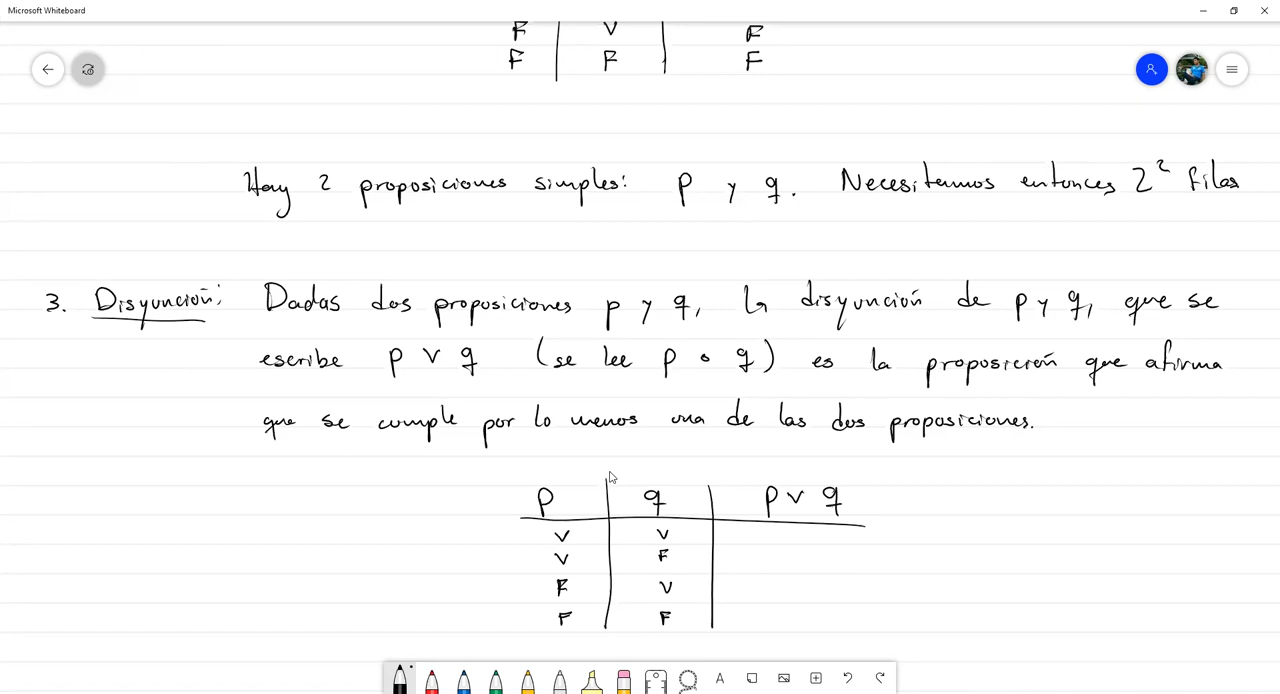 Microsoft Whiteboard
F V F
F F F
Hay 2 proposiciones simples: p y q. Necesitamos entonces 2² filas
3. Disyunción: Dadas dos proposiciones p y q, la disyunción de p y q, que se
escribe p ∨ q (se lee p o q) es la proposición que afirma
que se cumple por lo menos una de las dos proposiciones.
p q p ∨ q
V V
V F
F V
F F
A